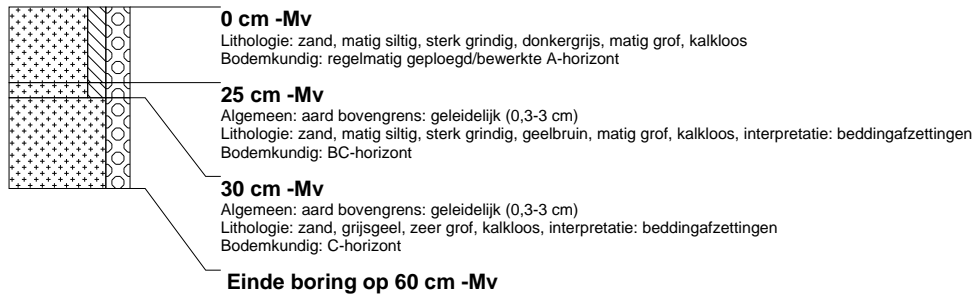 0 cm -Mv
Lithologie: zand, matig siltig, sterk grindig, donkergrijs, matig grof, kalkloos
Bodemkundig: regelmatig geploegd/bewerkte A-horizont
25 cm -Mv
Algemeen: aard bovengrens: geleidelijk (0,3-3 cm)
Lithologie: zand, matig siltig, sterk grindig, geelbruin, matig grof, kalkloos, interpretatie: beddingafzettingen
Bodemkundig: BC-horizont
30 cm -Mv
Algemeen: aard bovengrens: geleidelijk (0,3-3 cm)
Lithologie: zand, grijsgeel, zeer grof, kalkloos, interpretatie: beddingafzettingen
Bodemkundig: C-horizont
Einde boring op 60 cm -Mv